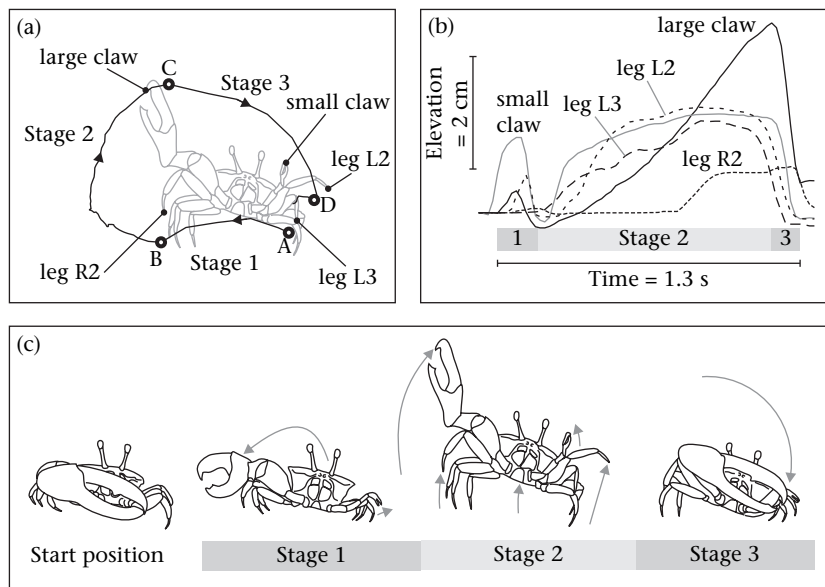 (a)
large claw
C
Stage 3
small claw
Stage 2
leg L2
D
A
B
Stage 1
leg R2
leg L3
(b)
large claw
leg L2
leg L3
small
claw
Elevation
= 2 cm
leg R2
1
Stage 2
3
Time = 1.3 s
(c)
Start position
Stage 1
Stage 2
Stage 3